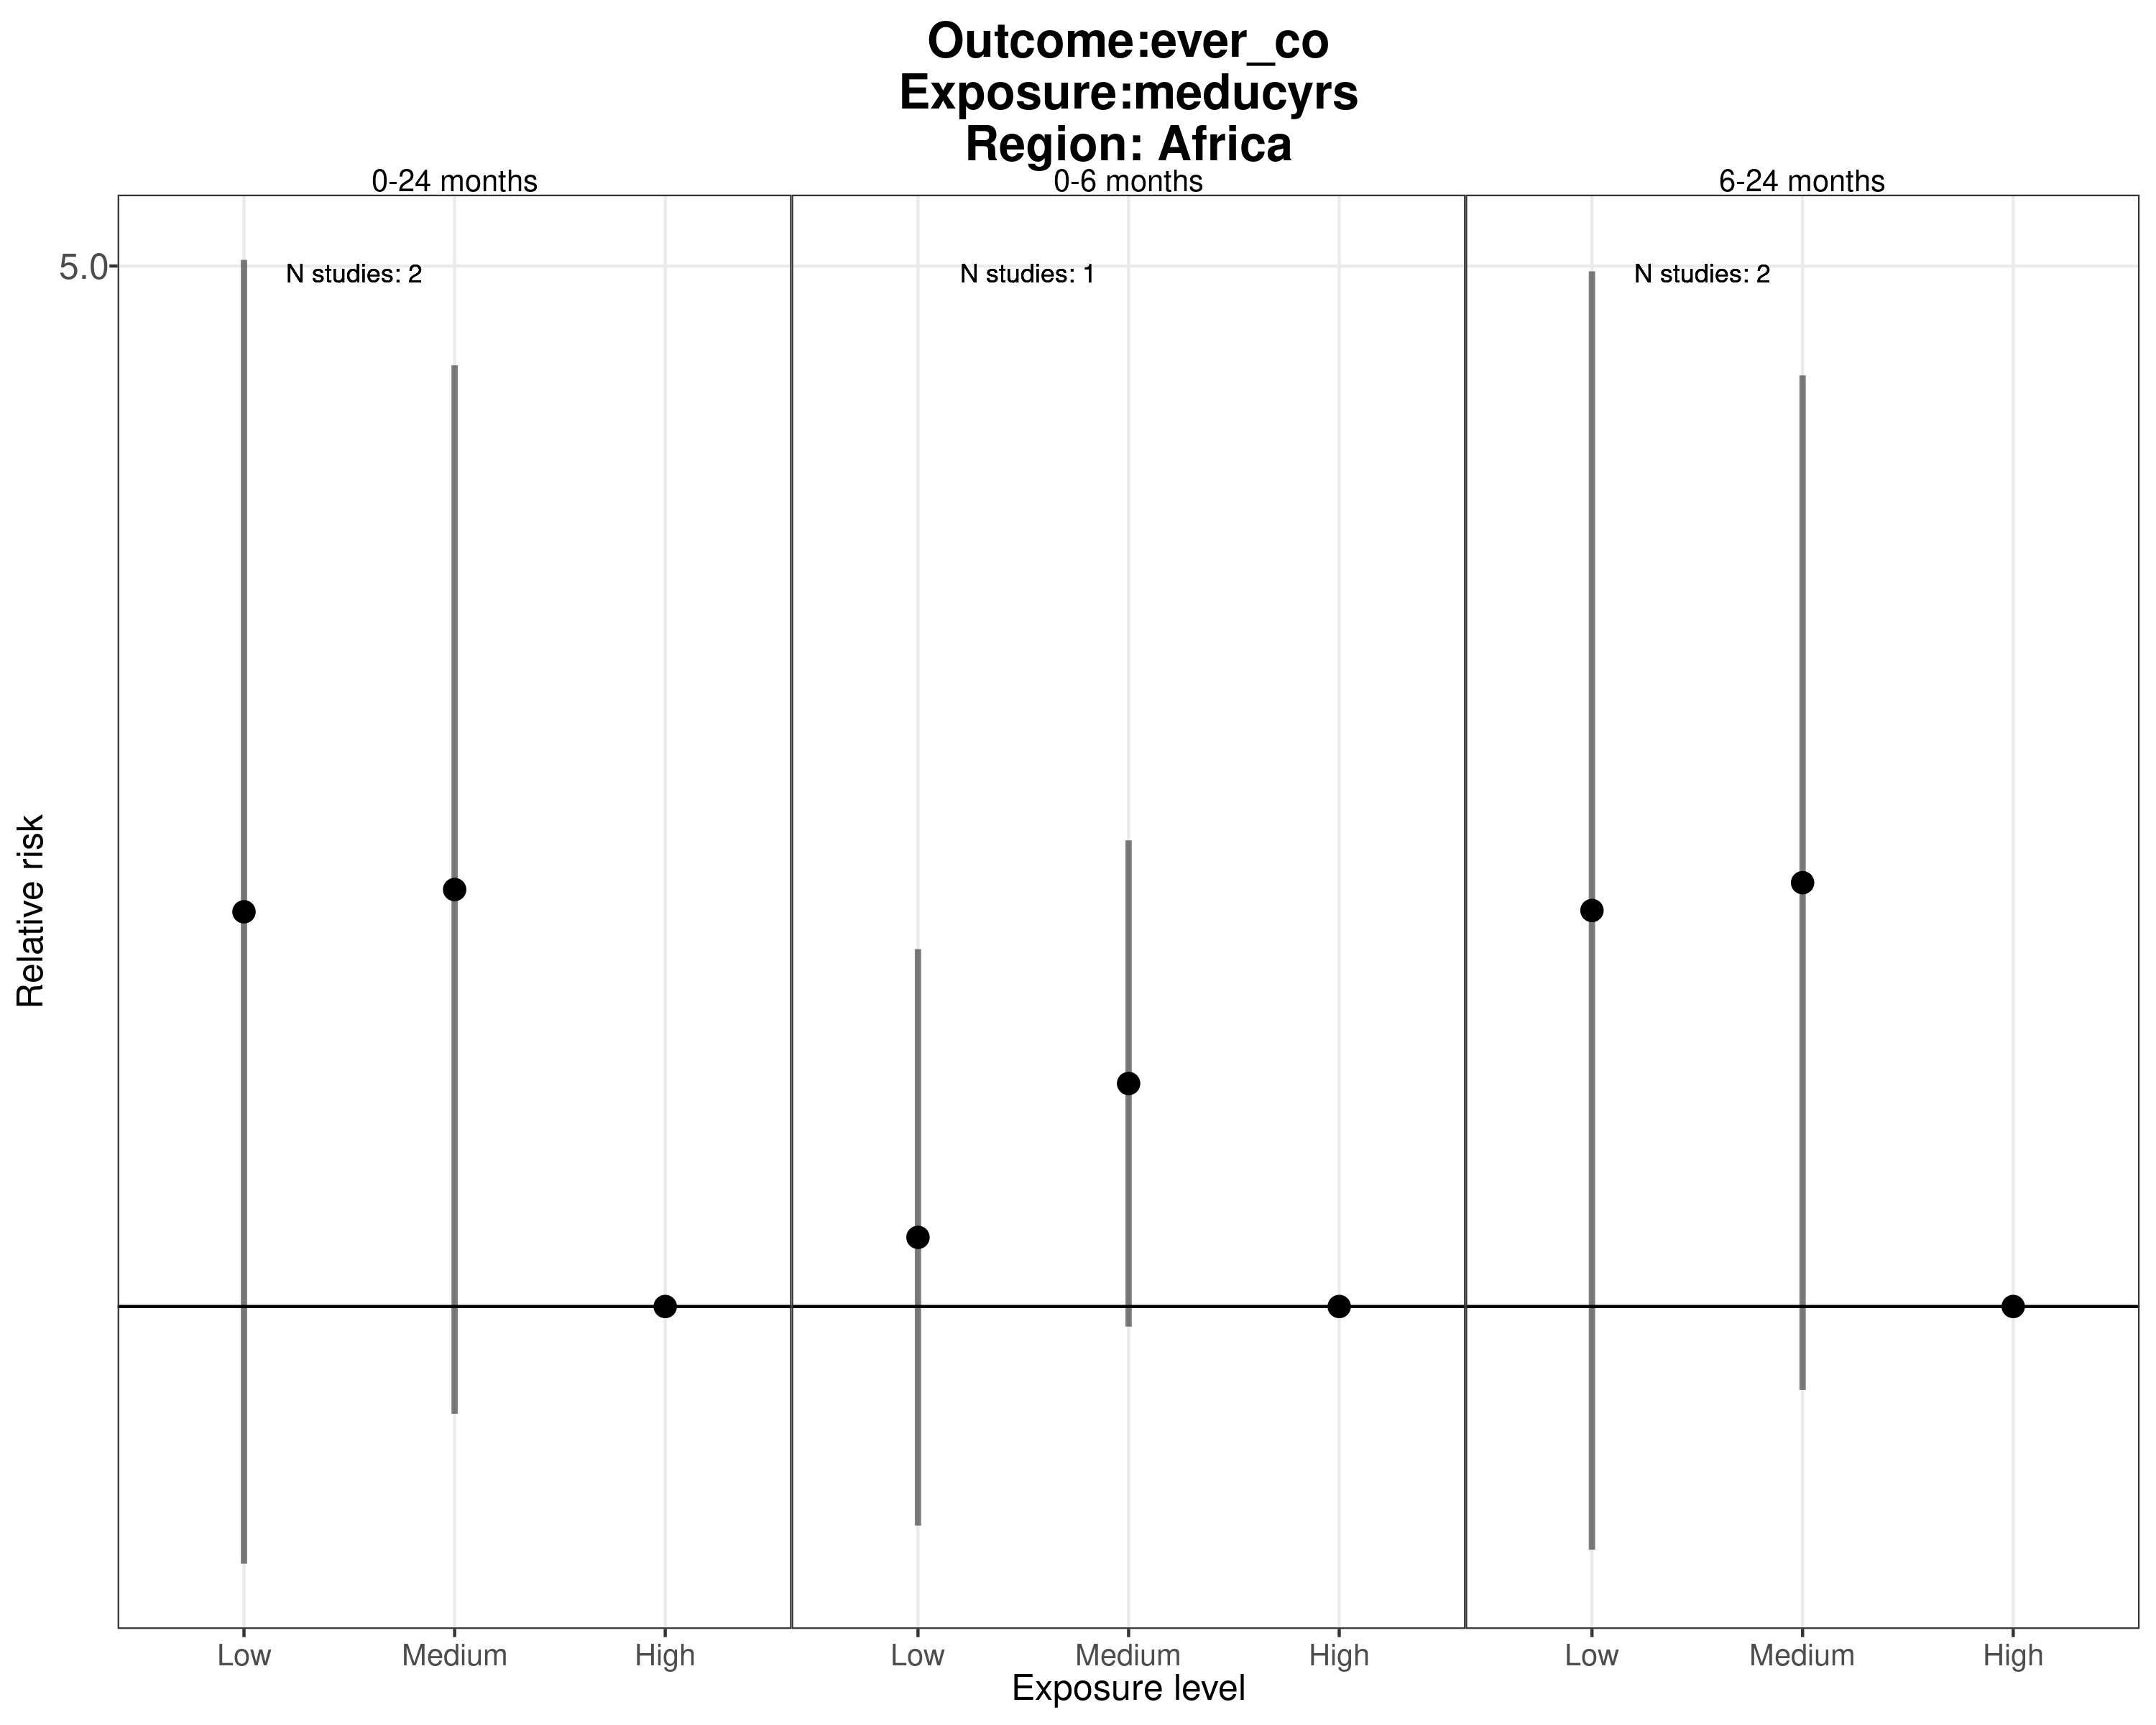 Outcome:ever_co
Exposure:meducyrs
Region: Africa
0-24 months
0-6 months
6-24 months
5.0
N studies: 2
N studies: 1
N studies: 2
Relative risk
Low Medium High
Low Medium High
Low Medium High
Exposure level